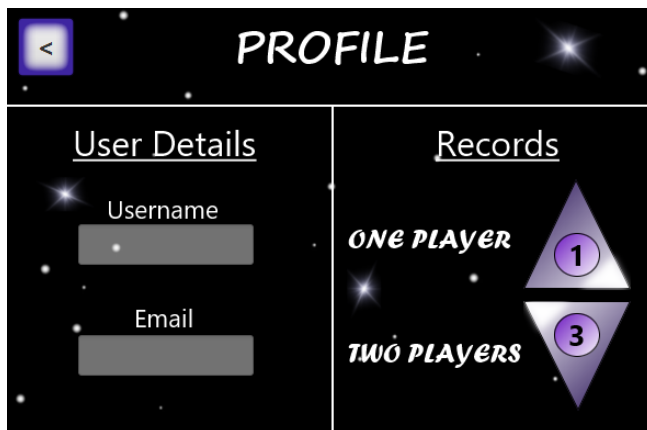 <
PROFILE
User Details
Username
Email
Records
ONE PLAYER
1
TWO PLAYERS
3